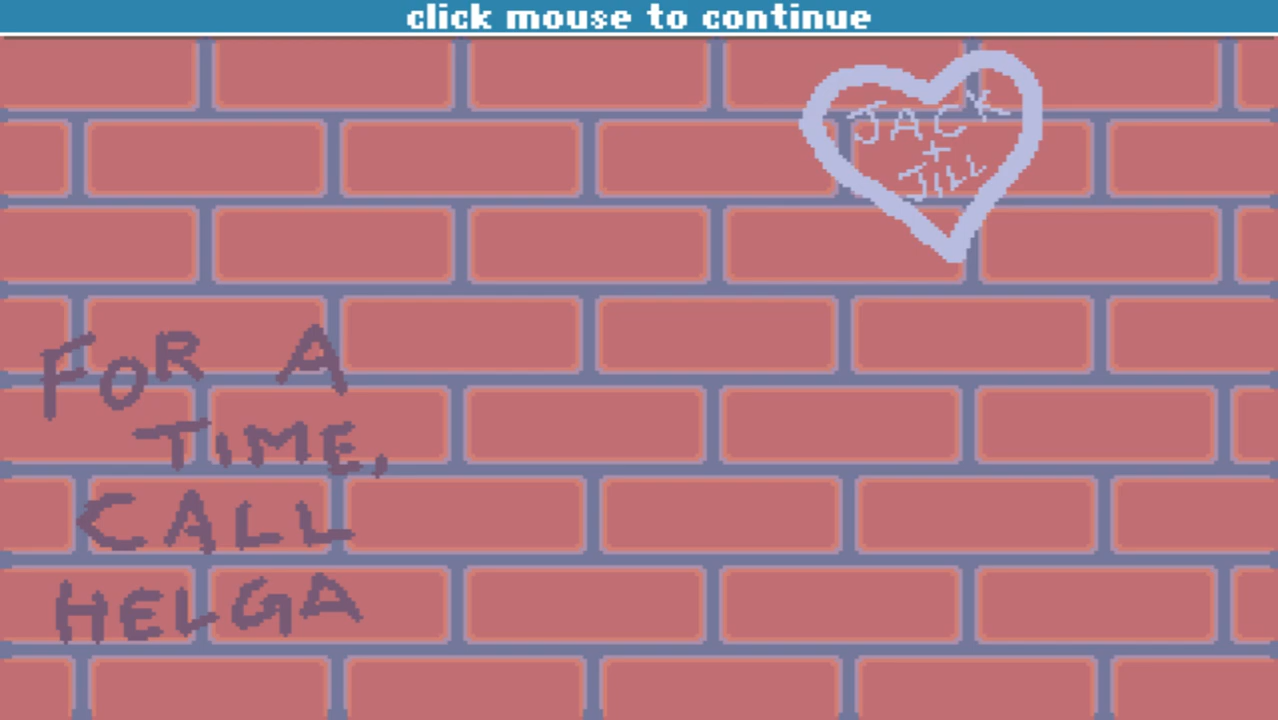 click mouse to continue
JACK
+
JILL
FOR A
TIME,
CALL
HELGA